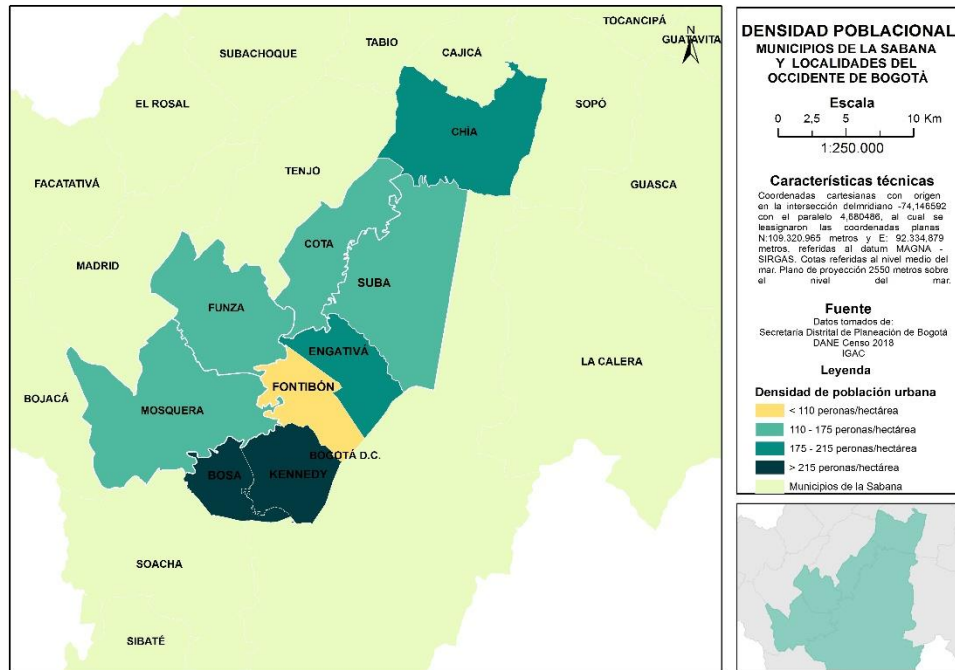 TOCANCIPÁ
TABIO
GUATAVITA
N
SUBACHOQUE
CAJICÁ
EL ROSAL
SOPÓ
CHÍA
TENJO
FACATATIVÁ
GUASCA
COTA
MADRID
SUBA
FUNZA
ENGATIVÁ
LA CALERA
FONTIBÓN
BOJACÁ
MOSQUERA
BOGOTÁ D.C.
BOSA
KENNEDY
SOACHA
SIBATÉ
DENSIDAD POBLACIONAL
MUNICIPIOS DE LA SABANA
Y LOCALIDADES DEL
OCCIDENTE DE BOGOTÀ
Escala
0 2,5 5 10 Km
1:250.000
Características técnicas
Coordenadas cartesianas con origen
en la intersección delmridiano -74,146592
con el paralelo 4,680486, al cual se
leasignaron las coordenadas planas
N:109.320,965 metros y E: 92.334,879
metros, referidas al datum MAGNA -
SIRGAS. Cotas referidas al nivel medio del
mar. Plano de proyección 2550 metros sobre
el nivel del mar.
Fuente
Datos tomados de:
Secretaría Distrital de Planeación de Bogotá
DANE Censo 2018
IGAC
Leyenda
Densidad de población urbana
< 110 peronas/hectárea
110 - 175 peronas/hectárea
175 - 215 peronas/hectárea
> 215 peronas/hectárea
Municipios de la Sabana